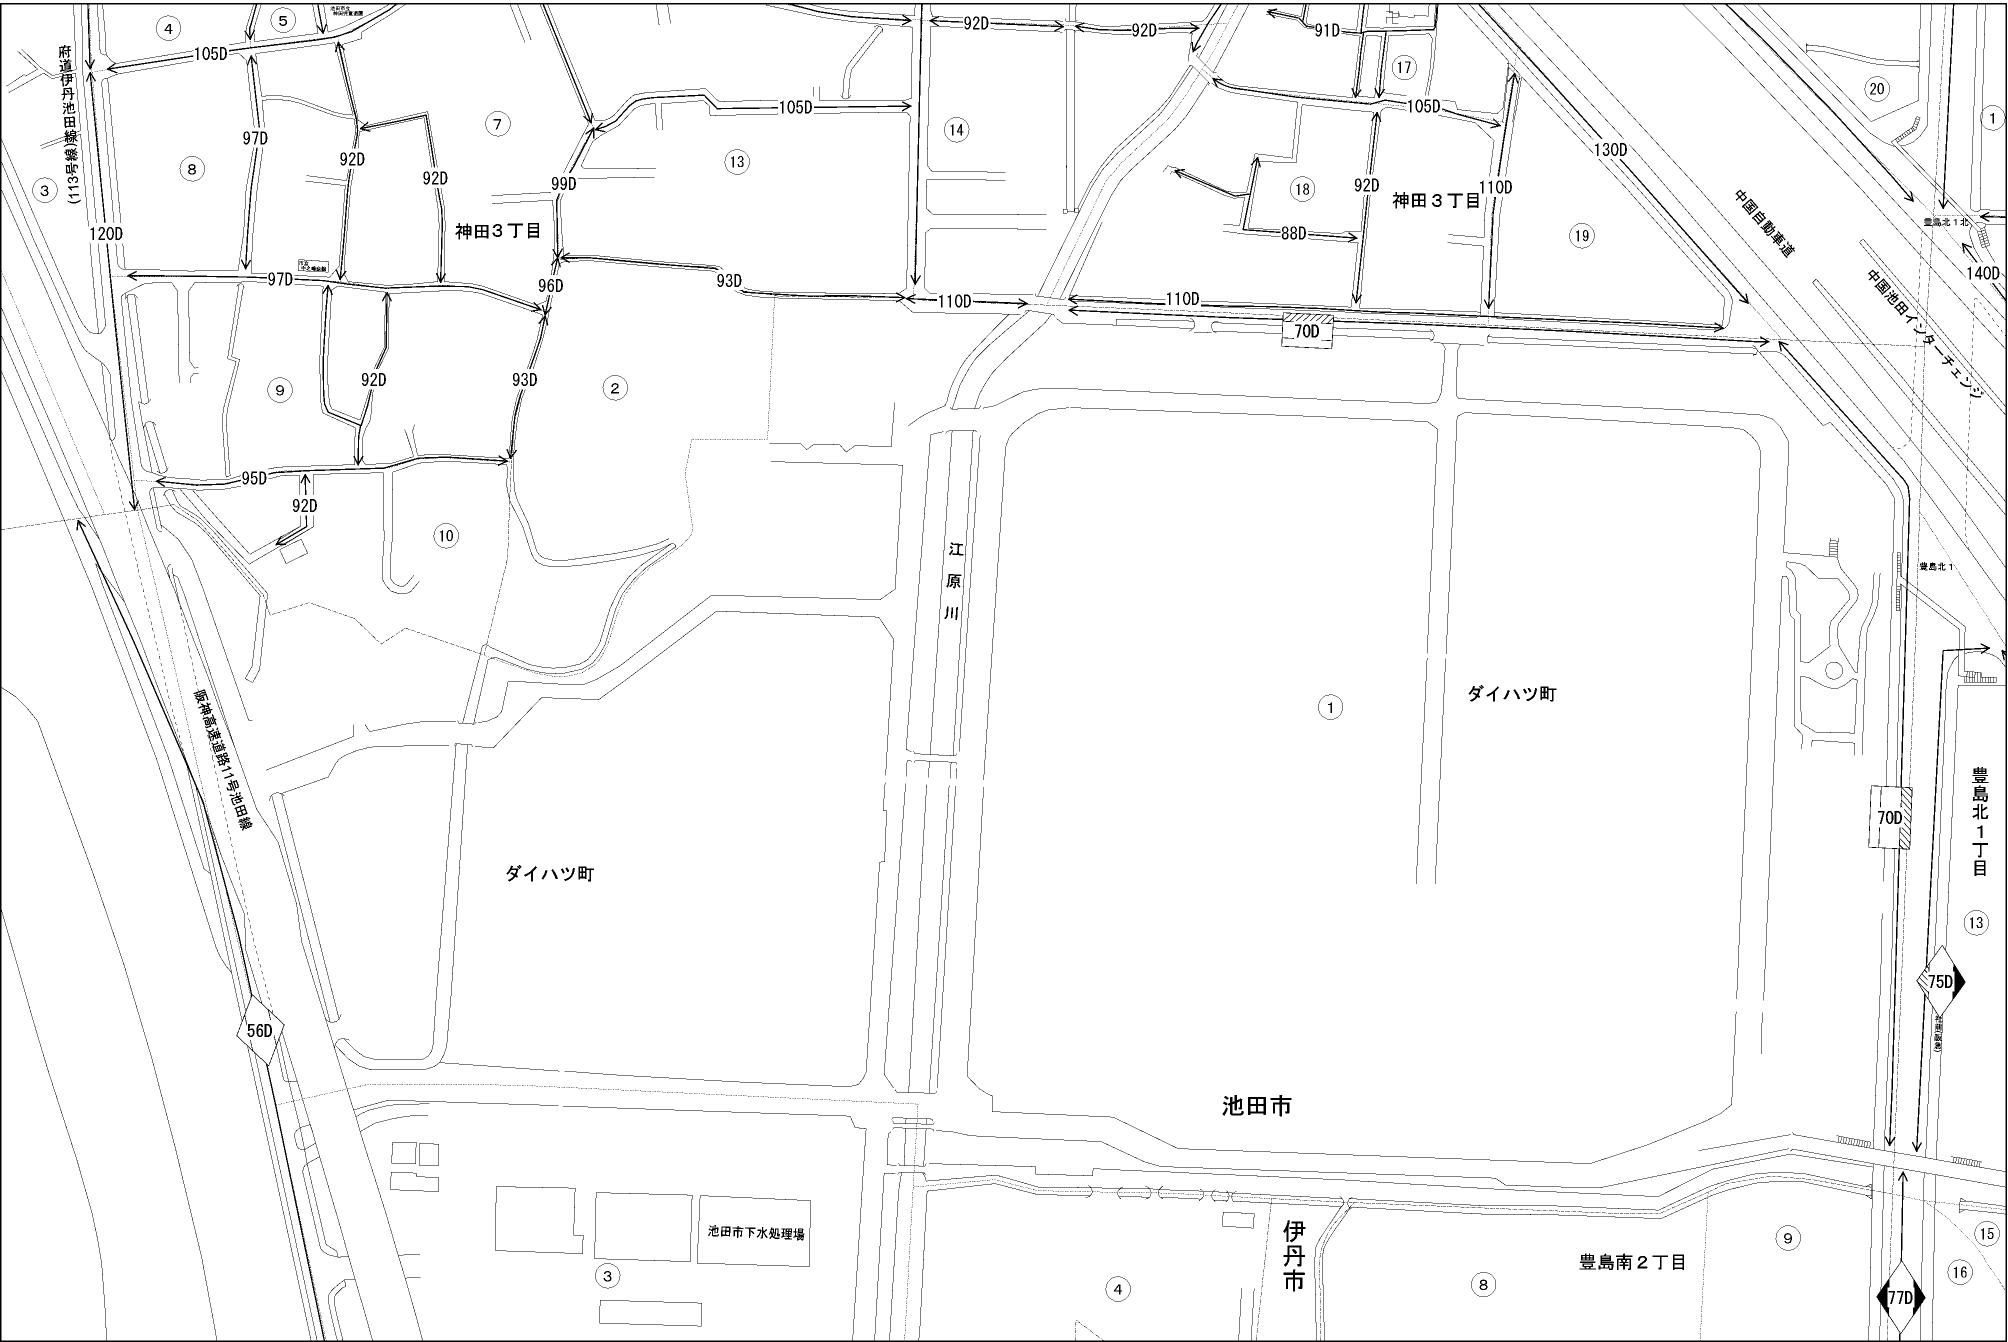 4
5
92D
92D
91D
105D
府道伊丹池田線
(113号線)
97D
92D
92D
7
105D
14
17
105D
130D
20
1
8
3
13
99D
18
92D
110D
中国自動車道
神田３丁目
神田３丁目
19
88D
豊島北１北
120D
97D
96D
93D
110D
110D
140D
中国池田インターチェンジ
70D
9
92D
93D
2
95D
92D
10
江原川
豊島北１
ダイハツ町
1
阪神高速道路11号池田線
豊島北１丁目
70D
ダイハツ町
13
75D
56D
池田市
池田市下水処理場
3
伊丹市
4
豊島南２丁目
8
9
15
16
77D